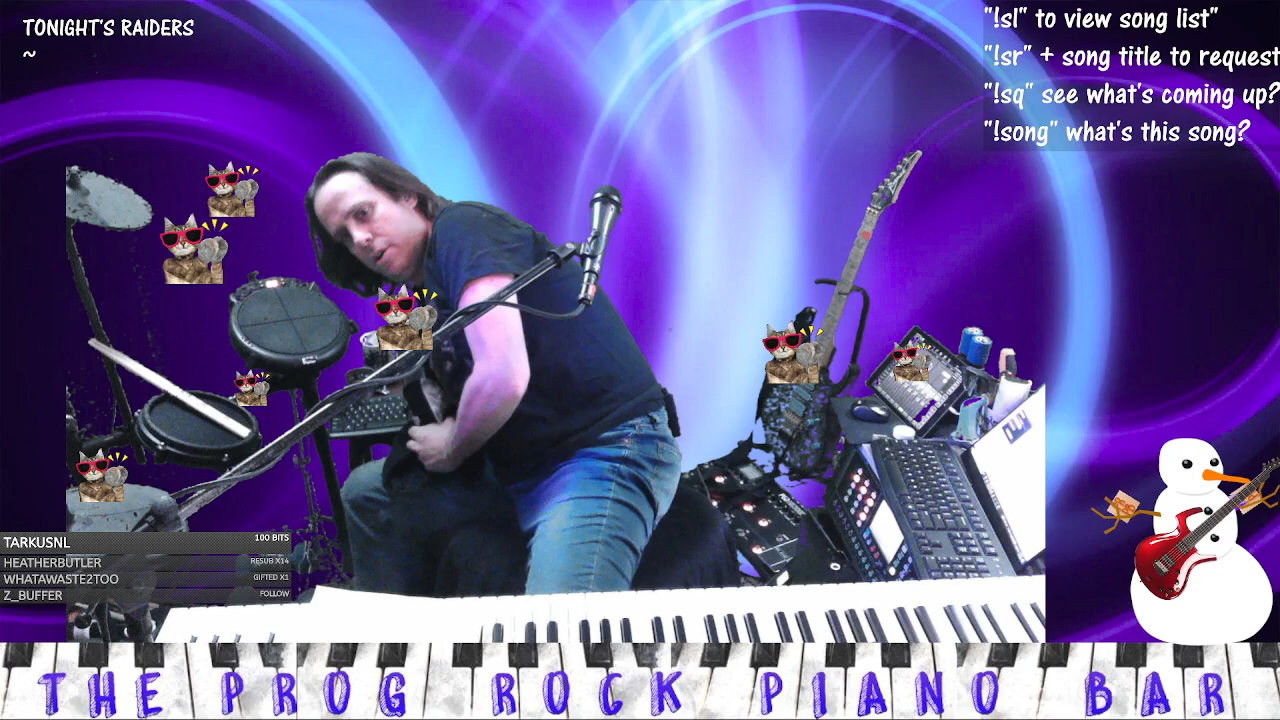 TONIGHT'S RAIDERS
~
"!sl" to view song list"
"!sr" + song title to request
"!sq" see what's coming up?
"!song" what's this song?
TARKUSNL 100 BITS
HEATHERBUTLER RESUB X14
WHATAWASTE2TOO GIFTED X1
Z_BUFFER FOLLOW
THE PROG ROCK PIANO BAR